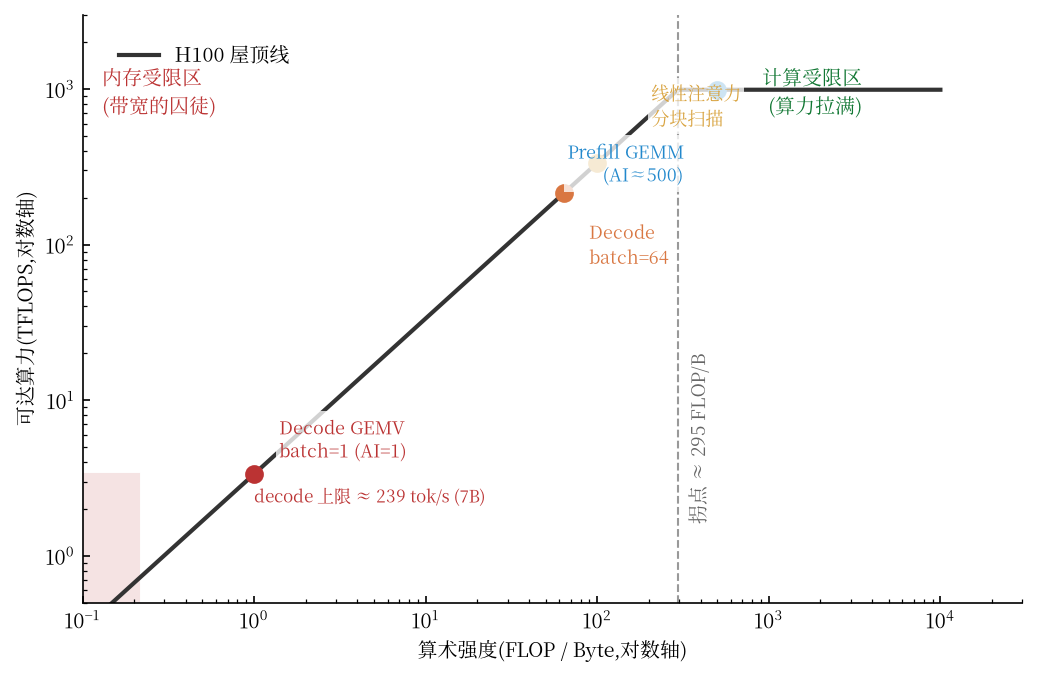 H100 屋顶线
内存受限区
(带宽的囚徒)
线性注意力
分块扫描
计算受限区
(算力拉满)
Prefill GEMM
(AI≈500)
Decode
batch=64
Decode GEMV
batch=1 (AI=1)
decode 上限 ≈ 239 tok/s (7B)
拐点 ≈ 295 FLOP/B
可达算力(TFLOPS,对数轴)
10³
10²
10¹
10⁰
10⁻¹ 10⁰ 10¹ 10² 10³ 10⁴
算术强度(FLOP / Byte,对数轴)